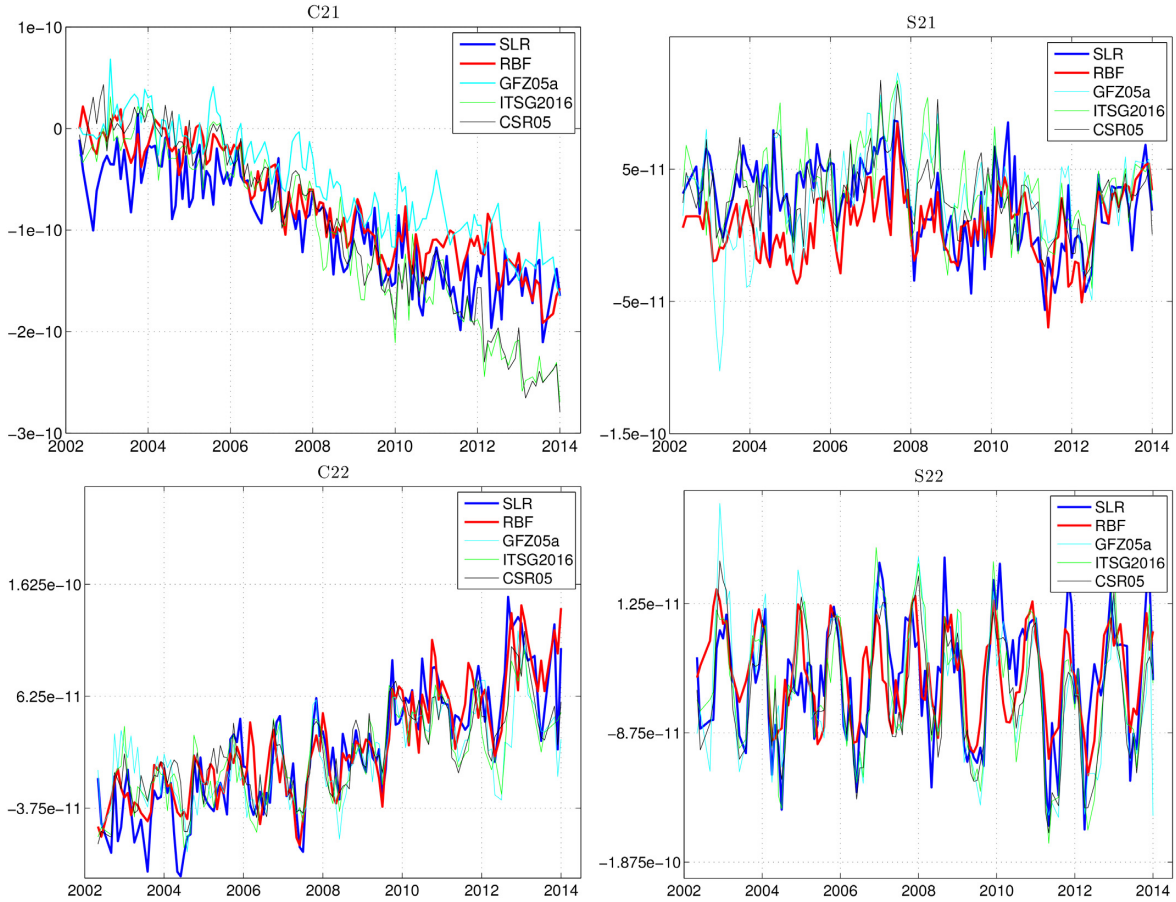 C21
1e-10
0
-1e-10
-2e-10
-3e-10
SLR
RBF
GFZ05a
ITSG2016
CSR05
2002 2004 2006 2008 2010 2012 2014
S21
5e-11
-5e-11
-1.5e-10
SLR
RBF
GFZ05a
ITSG2016
CSR05
2002 2004 2006 2008 2010 2012 2014
C22
1.625e-10
6.25e-11
-3.75e-11
SLR
RBF
GFZ05a
ITSG2016
CSR05
2002 2004 2006 2008 2010 2012 2014
S22
1.25e-11
-8.75e-11
-1.875e-10
SLR
RBF
GFZ05a
ITSG2016
CSR05
2002 2004 2006 2008 2010 2012 2014